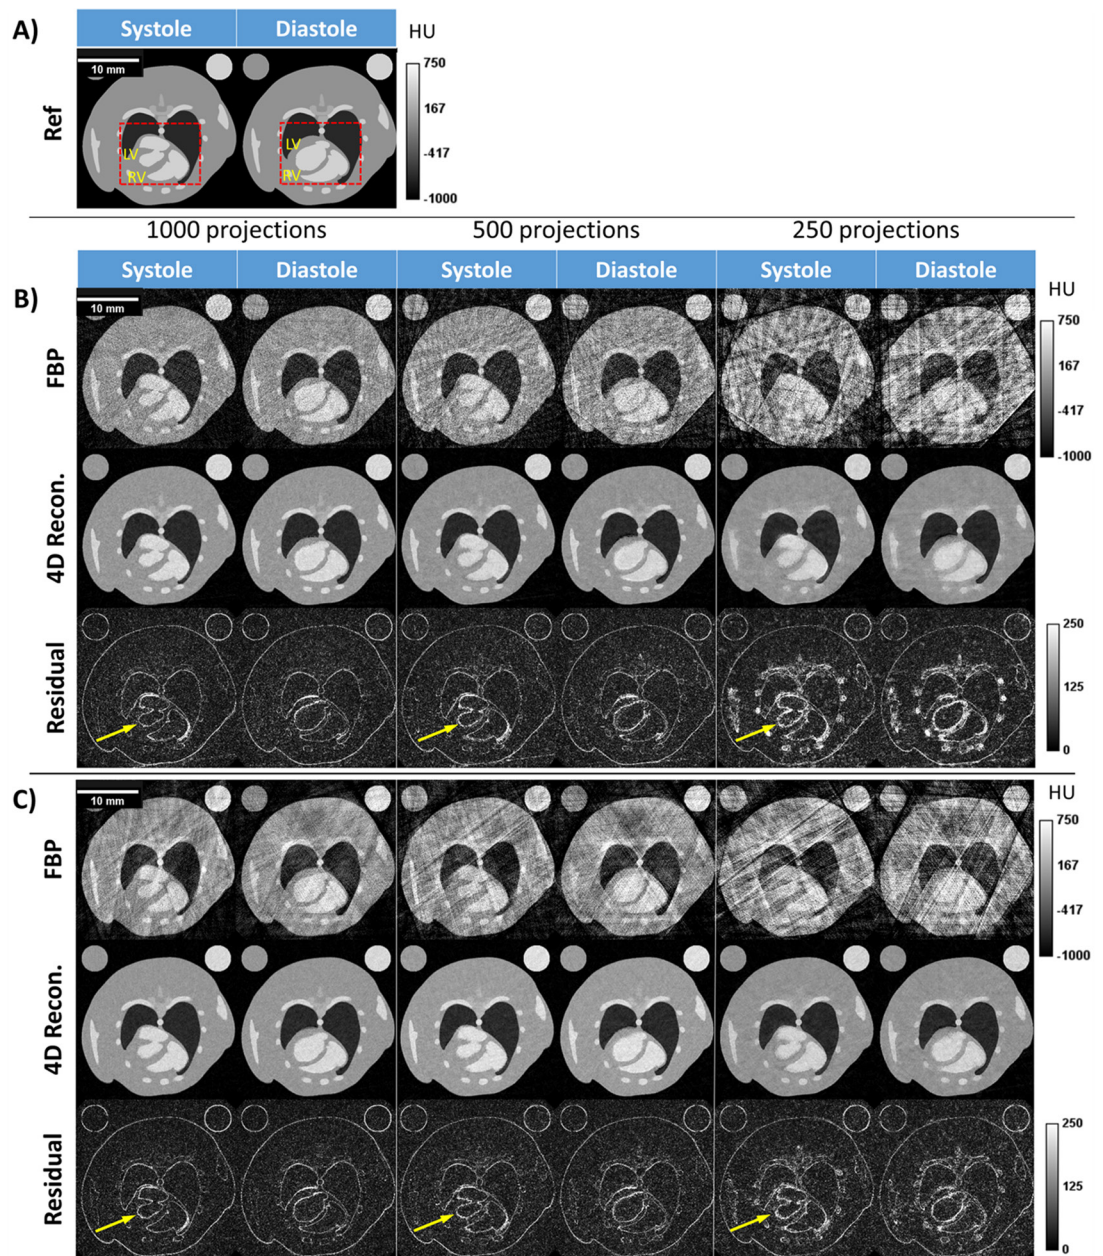 A)
Systole Diastole HU
10 mm
Ref
LV LV
RV RV
750
167
-417
-1000
1000 projections 500 projections 250 projections
Systole Diastole Systole Diastole Systole Diastole
B)
10 mm
HU
FBP
750
167
-417
-1000
4D Recon.
Residual
250
125
0
C)
10 mm
HU
FBP
750
167
-417
-1000
4D Recon.
Residual
250
125
0